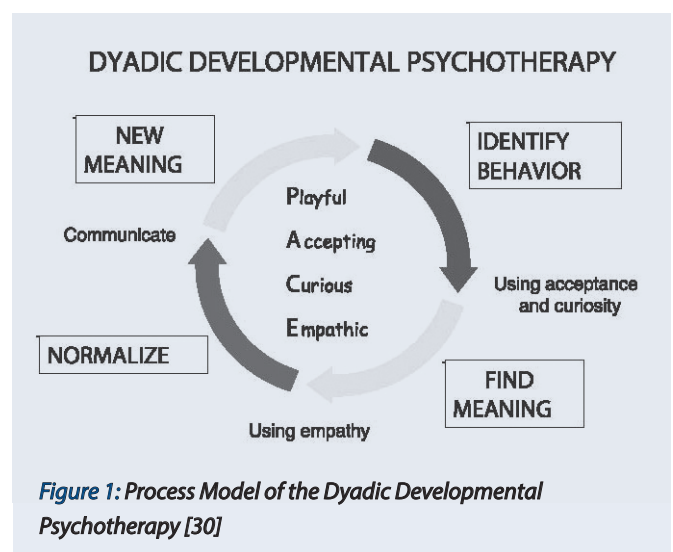 DYADIC DEVELOPMENTAL PSYCHOTHERAPY
NEW
MEANING
IDENTIFY
BEHAVIOR
Playful
Accepting
Curious
Empathic
Communicate
Using acceptance
and curiosity
NORMALIZE
FIND
MEANING
Using empathy
Figure 1: Process Model of the Dyadic Developmental
Psychotherapy [30]